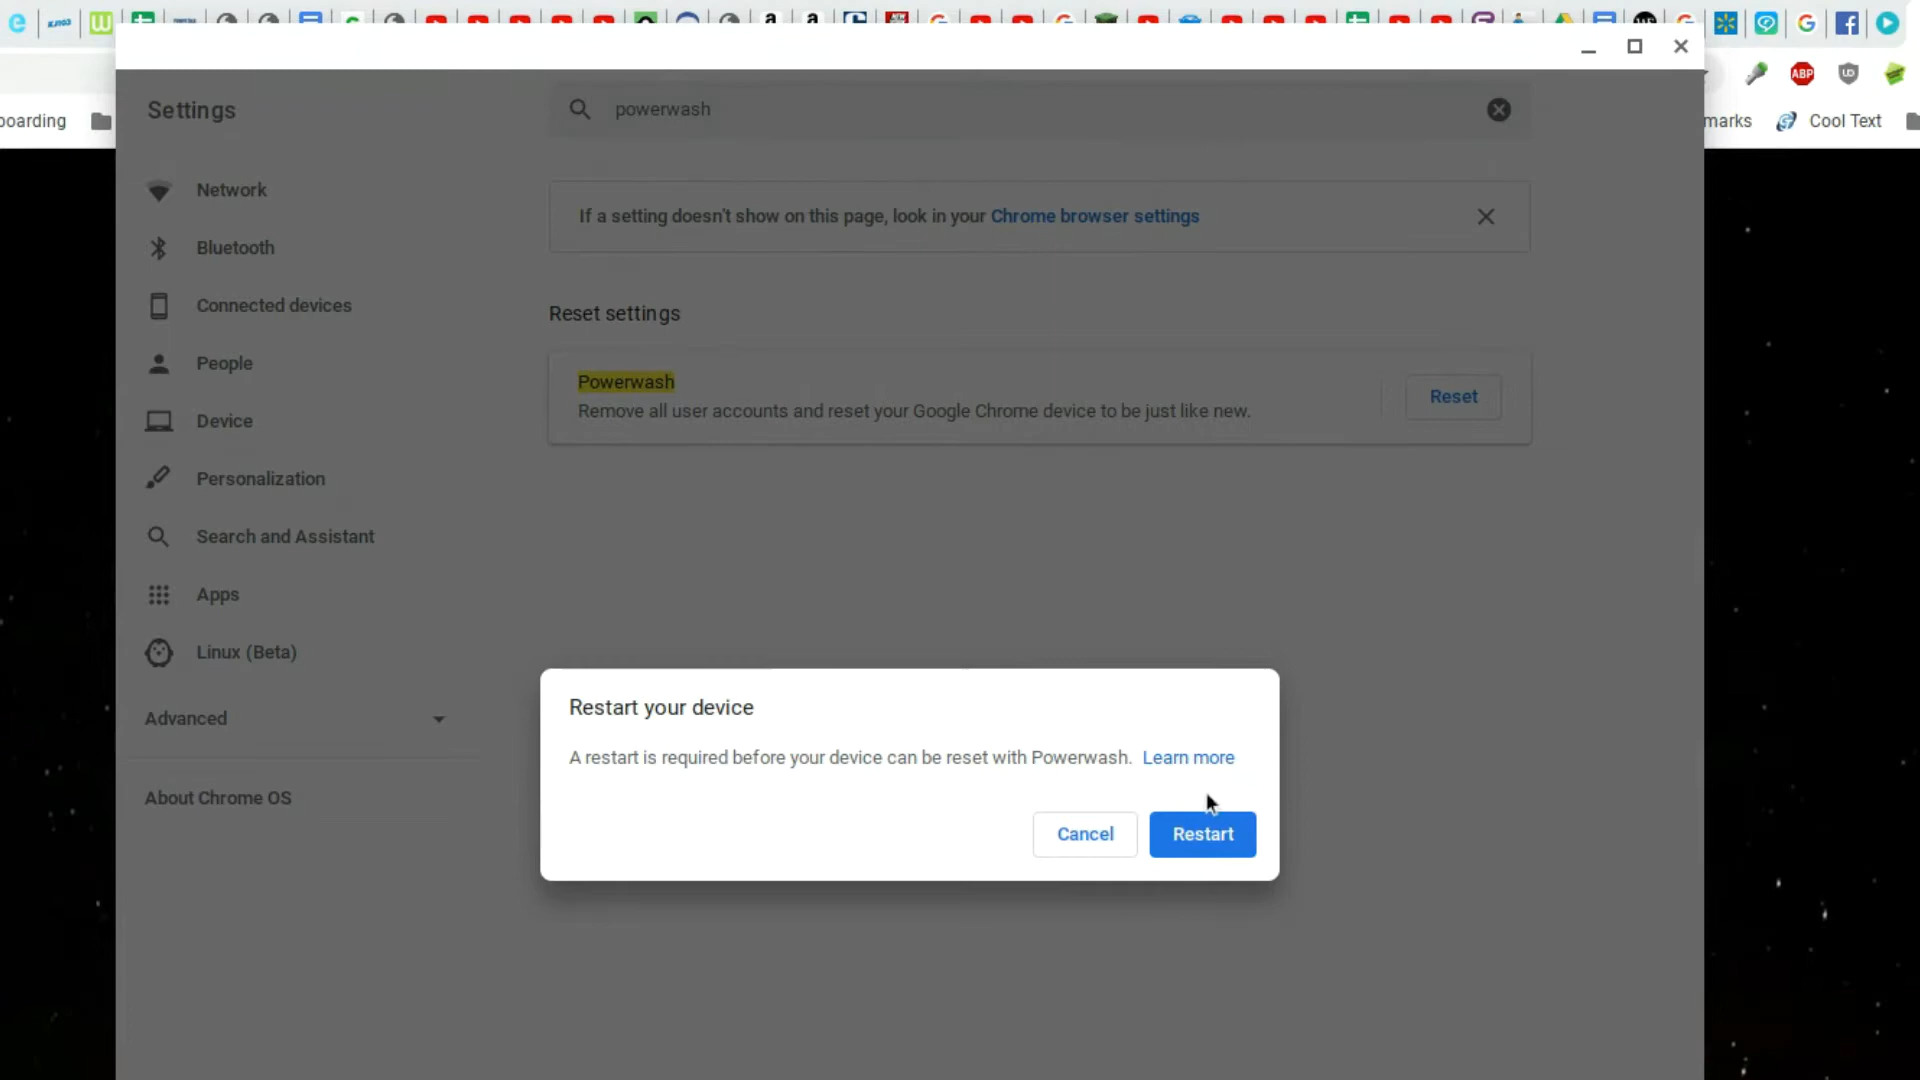 boarding
marks
Cool Text
ABP
Settings
powerwash
Network
Bluetooth
Connected devices
People
Device
Personalization
Search and Assistant
Apps
Linux (Beta)
Advanced
About Chrome OS
If a setting doesn't show on this page, look in your Chrome browser settings
Reset settings
Powerwash
Remove all user accounts and reset your Google Chrome device to be just like new.
Reset
Restart your device
A restart is required before your device can be reset with Powerwash. Learn more
Cancel
Restart